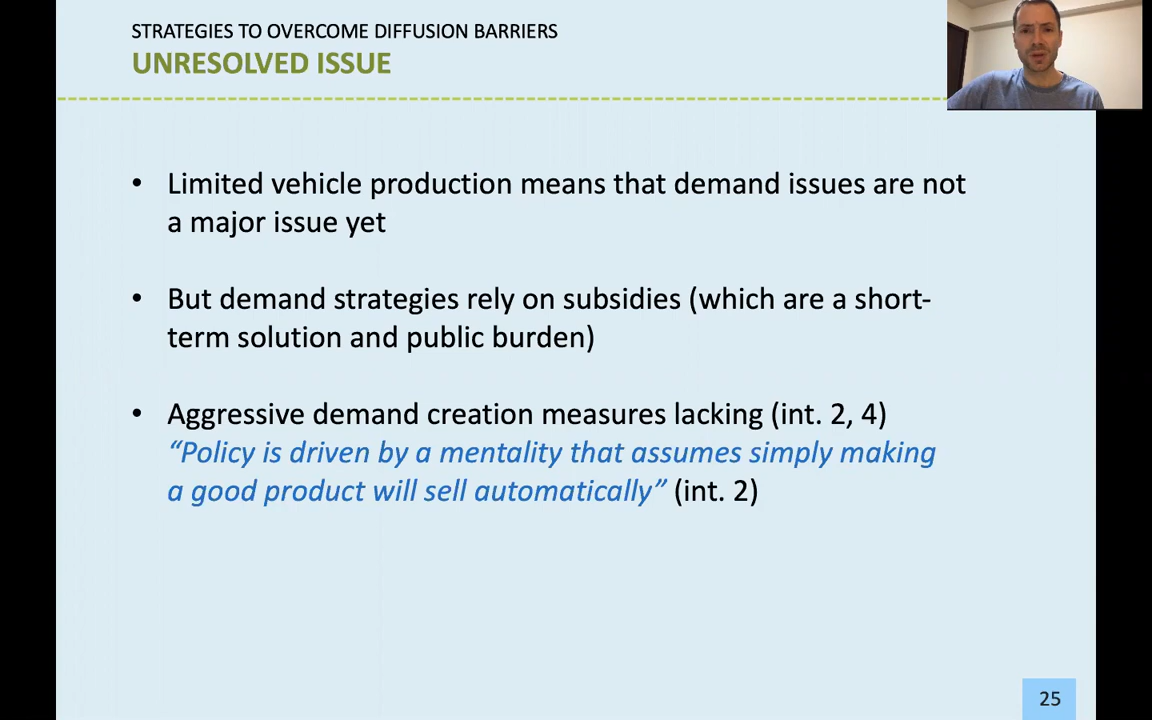 STRATEGIES TO OVERCOME DIFFUSION BARRIERS
UNRESOLVED ISSUE
• Limited vehicle production means that demand issues are not
a major issue yet
• But demand strategies rely on subsidies (which are a short-
term solution and public burden)
• Aggressive demand creation measures lacking (int. 2, 4)
“Policy is driven by a mentality that assumes simply making
a good product will sell automatically” (int. 2)
25